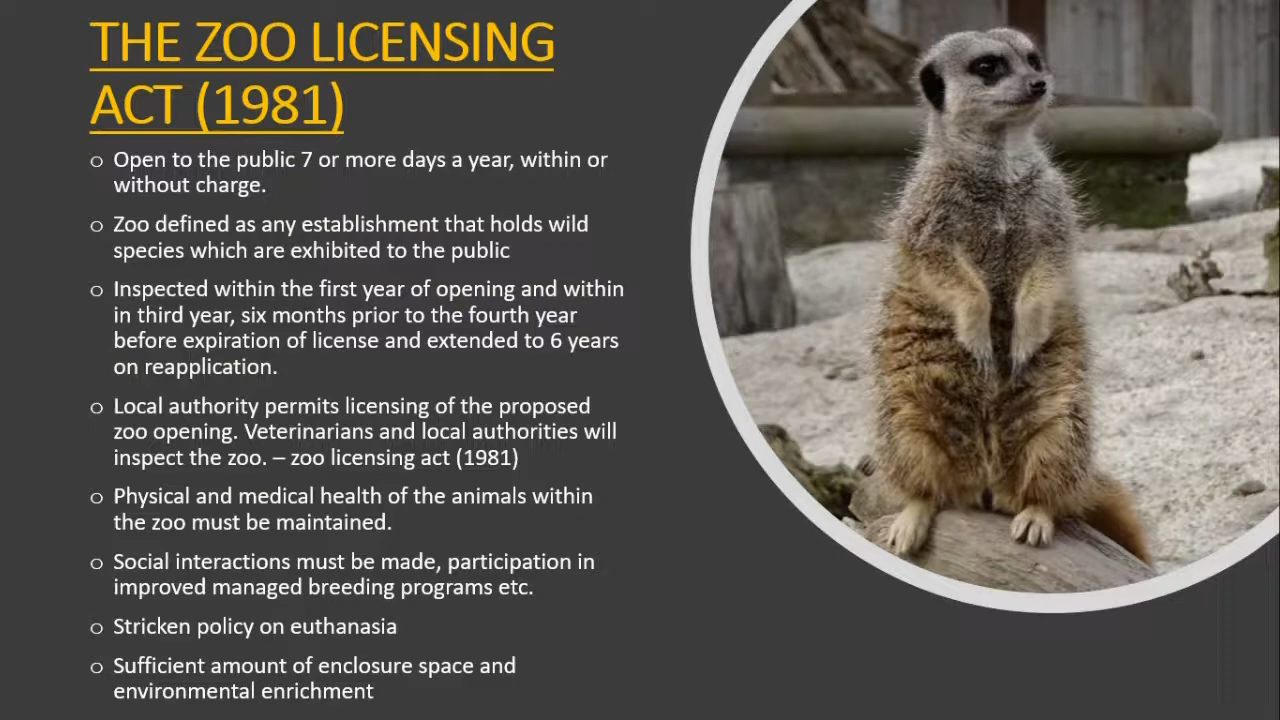 THE ZOO LICENSING
ACT (1981)
o Open to the public 7 or more days a year, within or
without charge.
o Zoo defined as any establishment that holds wild
species which are exhibited to the public
o Inspected within the first year of opening and within
in third year, six months prior to the fourth year
before expiration of license and extended to 6 years
on reapplication.
o Local authority permits licensing of the proposed
zoo opening. Veterinarians and local authorities will
inspect the zoo. – zoo licensing act (1981)
o Physical and medical health of the animals within
the zoo must be maintained.
o Social interactions must be made, participation in
improved managed breeding programs etc.
o Stricken policy on euthanasia
o Sufficient amount of enclosure space and
environmental enrichment